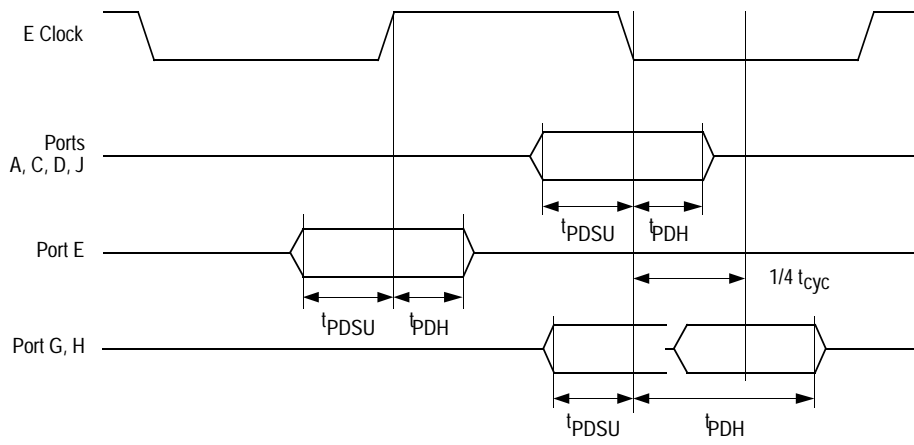 E Clock
Ports
A, C, D, J
tPDSU
tPDH
Port E
1/4 tcyc
tPDSU
tPDH
Port G, H
tPDSU
tPDH